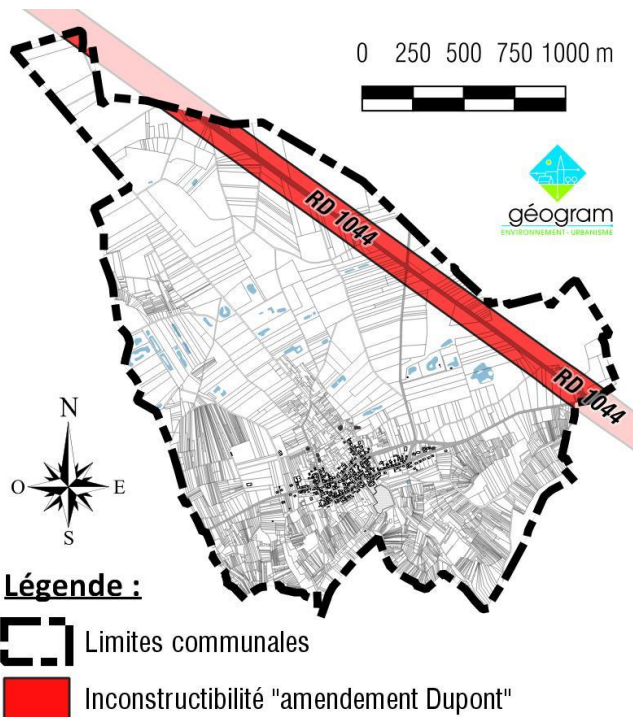 0 250 500 750 1000 m
géogram
ENVIRONNEMENT - URBANISME
RD 1044
RD 1044
N
O E
S
Légende :
Limites communales
Inconstructibilité "amendement Dupont"